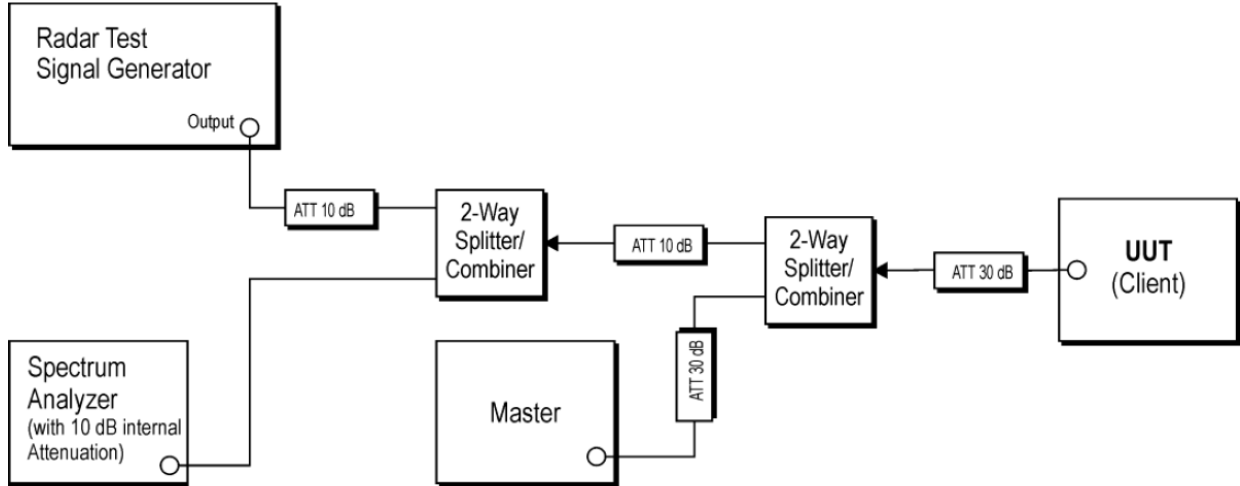 Radar Test
Signal Generator
Output
ATT 10 dB
2-Way
Splitter/
Combiner
ATT 10 dB
2-Way
Splitter/
Combiner
ATT 30 dB
UUT
(Client)
Spectrum
Analyzer
(with 10 dB internal
Attenuation)
Master
ATT 30 dB